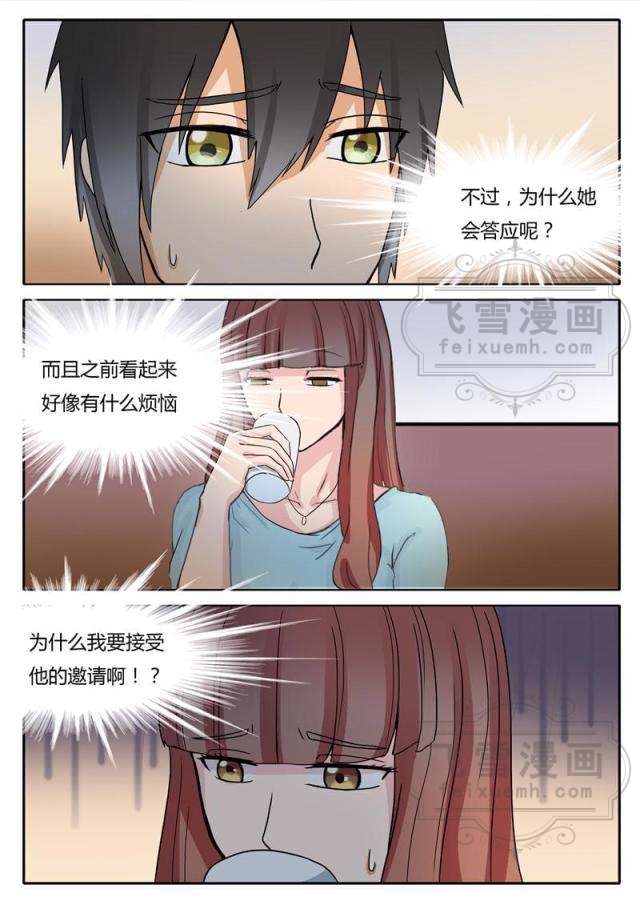 不过，为什么她
会答应呢？
飞雪漫画
feixuemh.com
而且之前看起来
好像有什么烦恼
为什么我要接受
他的邀请啊！？
飞雪漫画
feixuemh.com